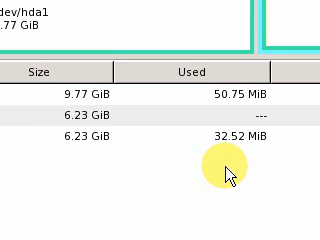 dev/hda1
.77 GiB
Size Used
9.77 GiB 50.75 MiB
6.23 GiB ---
6.23 GiB 32.52 MiB